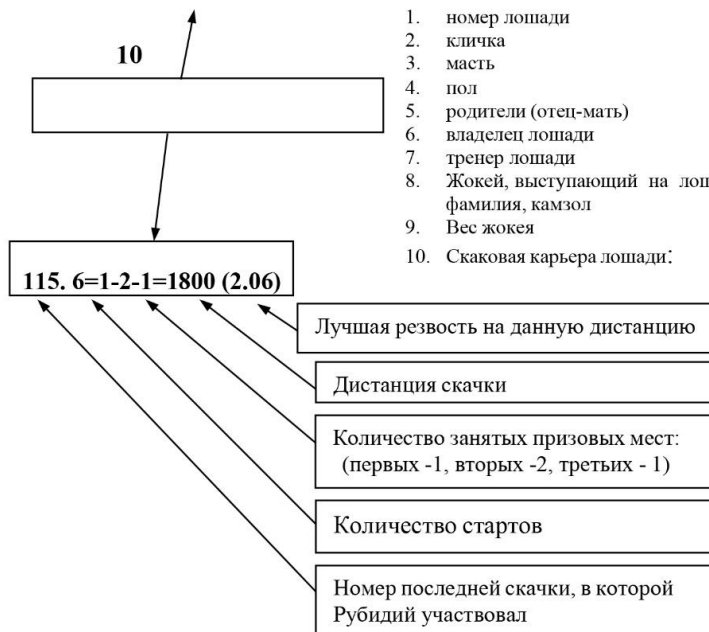 10
1. номер лошади
2. кличка
3. масть
4. пол
5. родители (отец-мать)
6. владелец лошади
7. тренер лошади
8. Жокей, выступающий на лош
фамилия, камзол
9. Вес жокея
10. Скаковая карьера лошади:
115. 6=1-2-1=1800 (2.06)
Лучшая резвость на данную дистанцию
Дистанция скачки
Количество занятых призовых мест:
(первых -1, вторых -2, третьих - 1)
Количество стартов
Номер последней скачки, в которой
Рубидий участвовал